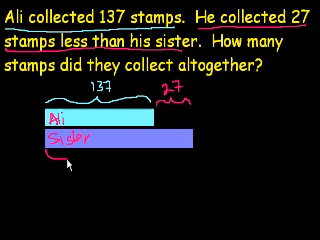 Ali collected 137 stamps. He collected 27
stamps less than his sister. How many
stamps did they collect altogether?
137 27
Ali
Sister